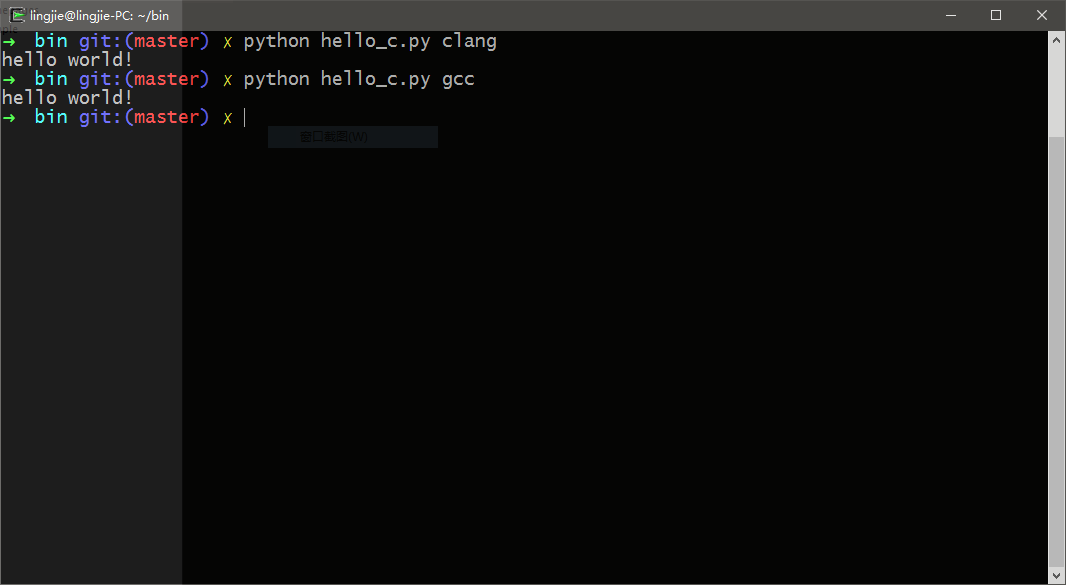 lingjie@lingjie-PC: ~/bin
➜ bin git:(master) ✗ python hello_c.py clang
hello world!
➜ bin git:(master) ✗ python hello_c.py gcc
hello world!
➜ bin git:(master) ✗
窗口截图(W)